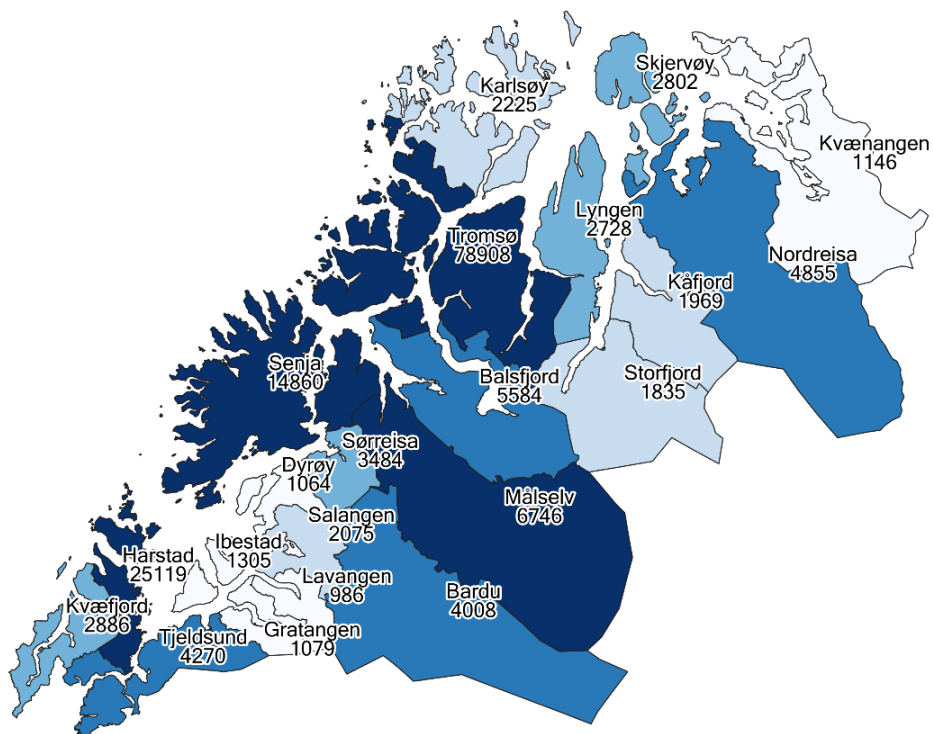 Skjervøy
2802
Karlsøy
2225
Kvænangen
1146
Lyngen
2728
Tromsø
78908
Nordreisa
4855
Kåfjord
1969
Senja
14860
Balsfjord
5584
Storfjord
1835
Sørreisa
3484
Dyrøy
1064
Målselv
6746
Salangen
2075
Ibestad
1305
Harstad
25119
Lavangen
986
Bardu
4008
Kvæfjord
2886
Gratangen
1079
Tjeldsund
4270